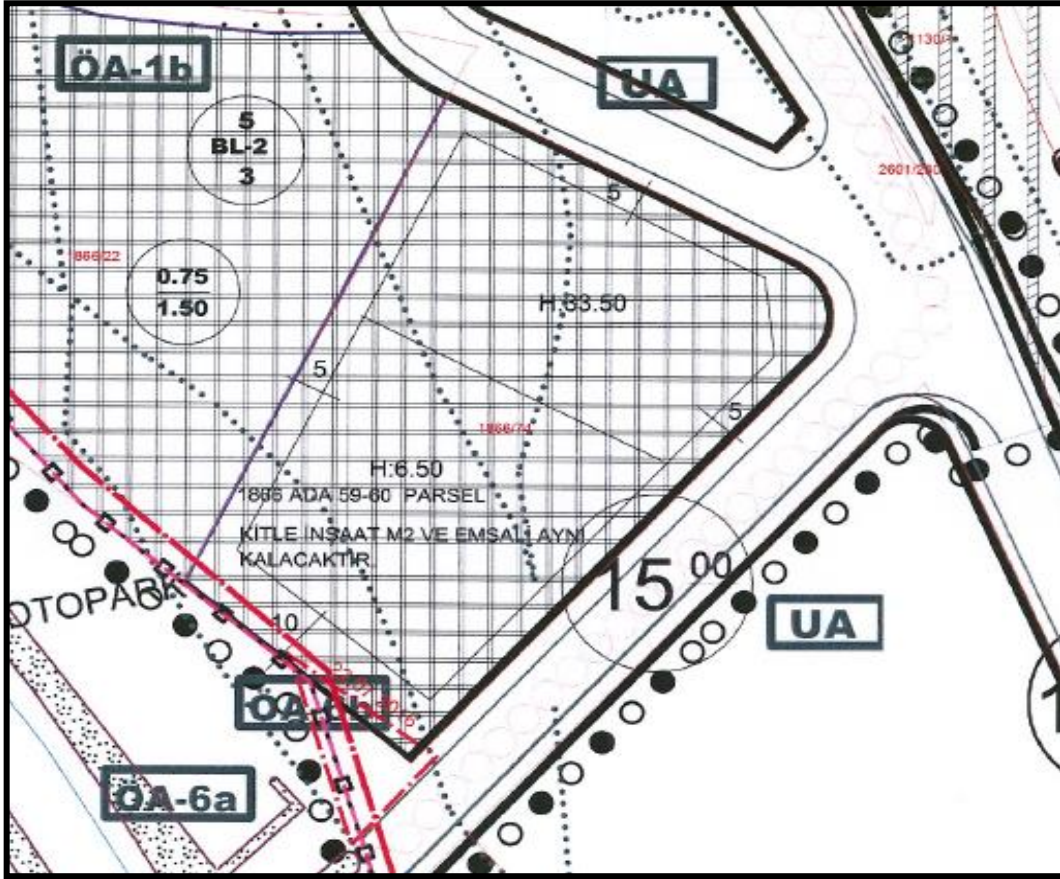 ÖA-1b
UA
1130/
5
BL-2
3
2601/280
5
866/22
0.75
1.50
H:33.50
5
5
1866/74
H:6.50
1866 ADA 59-60 PARSEL
KİTLE İNŞAAT M2 VE EMSALİ AYNI
KALACAKTIR.
15.00
OTOPARK
10
UA
ÖA-6a